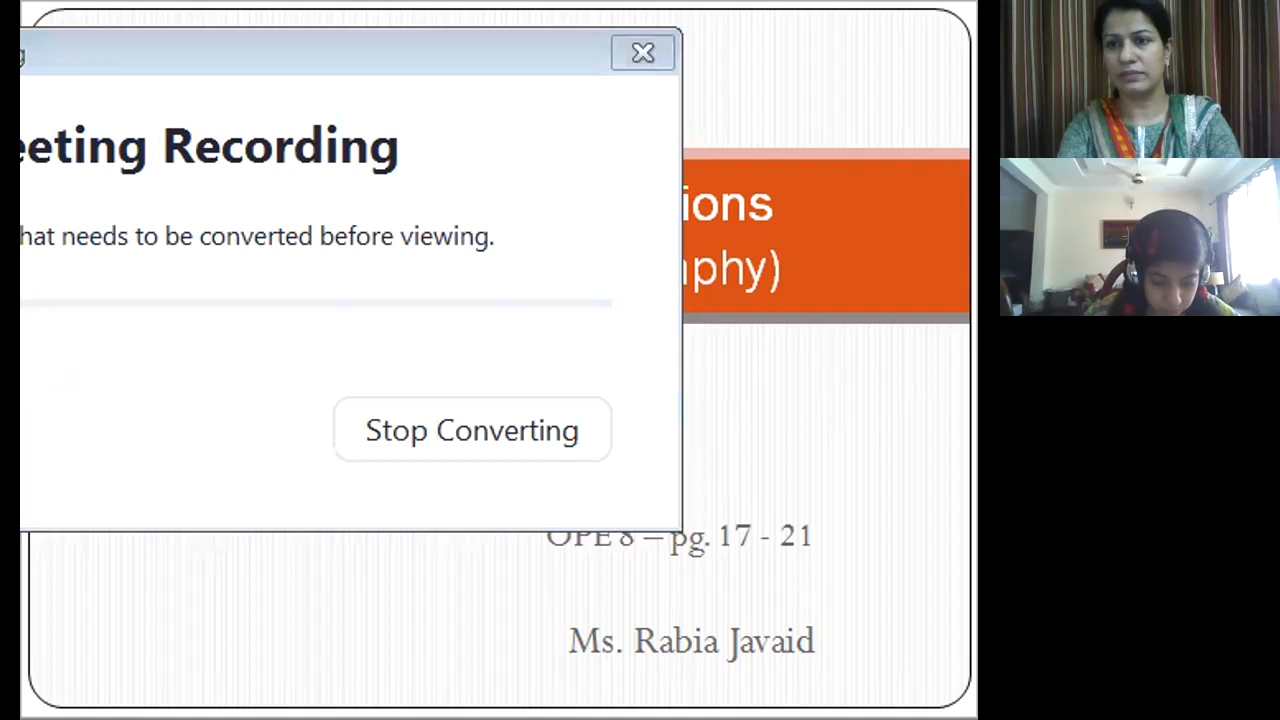 eeting Recording
hat needs to be converted before viewing.
Stop Converting
ions
phy)
OPE 8 – pg. 17 - 21
Ms. Rabia Javaid